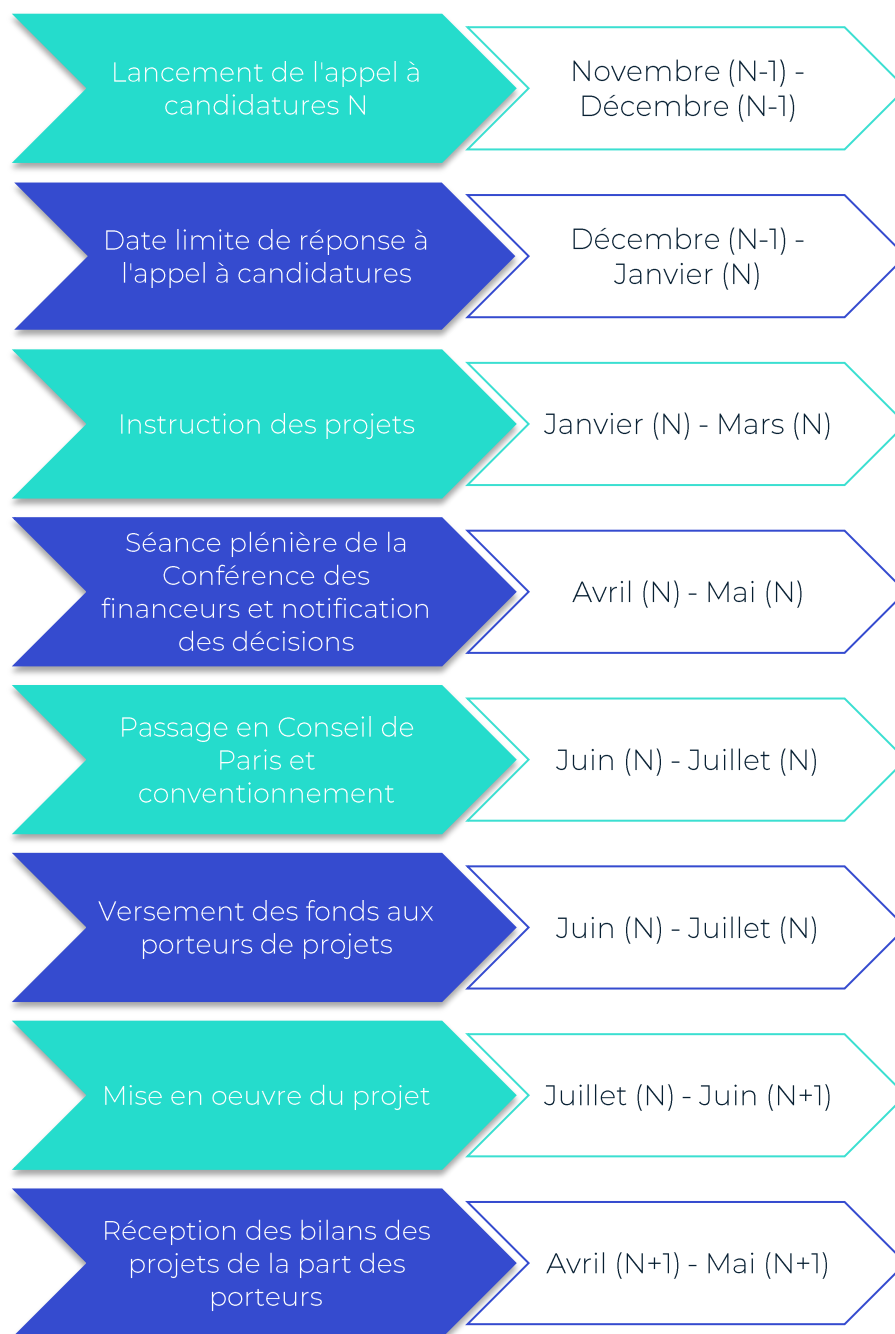 Lancement de l'appel à
candidatures N
Novembre (N-1) -
Décembre (N-1)
Date limite de réponse à
l'appel à candidatures
Décembre (N-1) -
Janvier (N)
Instruction des projets
Janvier (N) - Mars (N)
Séance plénière de la
Conférence des
financeurs et notification
des décisions
Avril (N) - Mai (N)
Passage en Conseil de
Paris et
conventionnement
Juin (N) - Juillet (N)
Versement des fonds aux
porteurs de projets
Juin (N) - Juillet (N)
Mise en oeuvre du projet
Juillet (N) - Juin (N+1)
Réception des bilans des
projets de la part des
porteurs
Avril (N+1) - Mai (N+1)